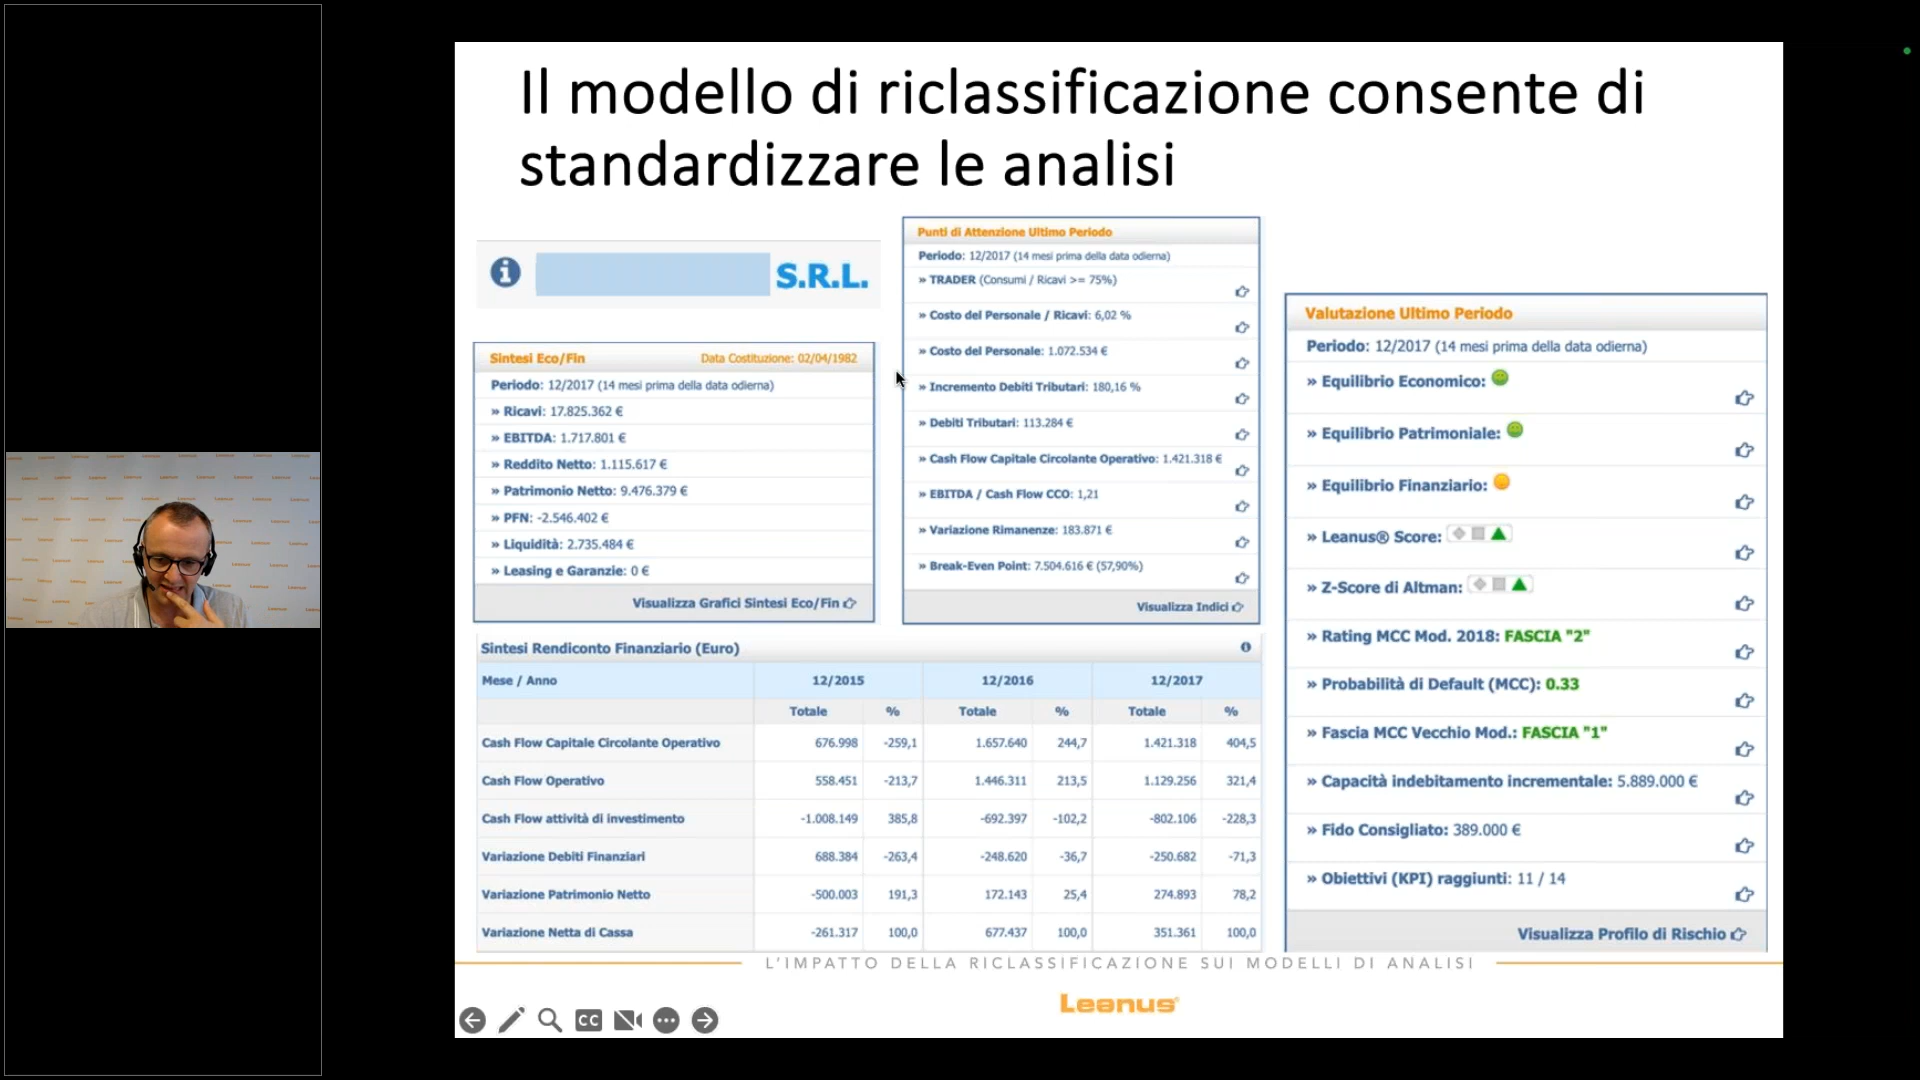 Il modello di riclassificazione consente di
standardizzare le analisi
S.R.L.
Sintesi Eco/Fin Data Costituzione: 02/04/1982
Periodo: 12/2017 (14 mesi prima della data odierna)
» Ricavi: 17.825.362 €
» EBITDA: 1.717.801 €
» Reddito Netto: 1.115.617 €
» Patrimonio Netto: 9.476.379 €
» PFN: -2.546.402 €
» Liquidità: 2.735.484 €
» Leasing e Garanzie: 0 €
Visualizza Grafici Sintesi Eco/Fin
Punti di Attenzione Ultimo Periodo
Periodo: 12/2017 (14 mesi prima della data odierna)
» TRADER (Consumi / Ricavi >= 75%)
» Costo del Personale / Ricavi: 6,02 %
» Costo del Personale: 1.072.534 €
» Incremento Debiti Tributari: 180,16 %
» Debiti Tributari: 113.284 €
» Cash Flow Capitale Circolante Operativo: 1.421.318 €
» EBITDA / Cash Flow CCO: 1,21
» Variazione Rimanenze: 183.871 €
» Break-Even Point: 7.504.616 € (57,90%)
Visualizza Indici
Valutazione Ultimo Periodo
Periodo: 12/2017 (14 mesi prima della data odierna)
» Equilibrio Economico:
» Equilibrio Patrimoniale:
» Equilibrio Finanziario:
» Leanus® Score:
» Z-Score di Altman:
» Rating MCC Mod. 2018: FASCIA "2"
» Probabilità di Default (MCC): 0.33
» Fascia MCC Vecchio Mod.: FASCIA "1"
» Capacità indebitamento incrementale: 5.889.000 €
» Fido Consigliato: 389.000 €
» Obiettivi (KPI) raggiunti: 11 / 14
Visualizza Profilo di Rischio
Sintesi Rendiconto Finanziario (Euro)
Mese / Anno 12/2015 12/2016 12/2017
Totale % Totale % Totale %
Cash Flow Capitale Circolante Operativo 676.998 -259,1 1.657.640 244,7 1.421.318 404,5
Cash Flow Operativo 558.451 -213,7 1.446.311 213,5 1.129.256 321,4
Cash Flow attività di investimento -1.008.149 385,8 -692.397 -102,2 -802.106 -228,3
Variazione Debiti Finanziari 688.384 -263,4 -248.620 -36,7 -250.682 -71,3
Variazione Patrimonio Netto -500.003 191,3 172.143 25,4 274.893 78,2
Variazione Netta di Cassa -261.317 100,0 677.437 100,0 351.361 100,0
L'IMPATTO DELLA RICLASSIFICAZIONE SUI MODELLI DI ANALISI
Leanus®
CC